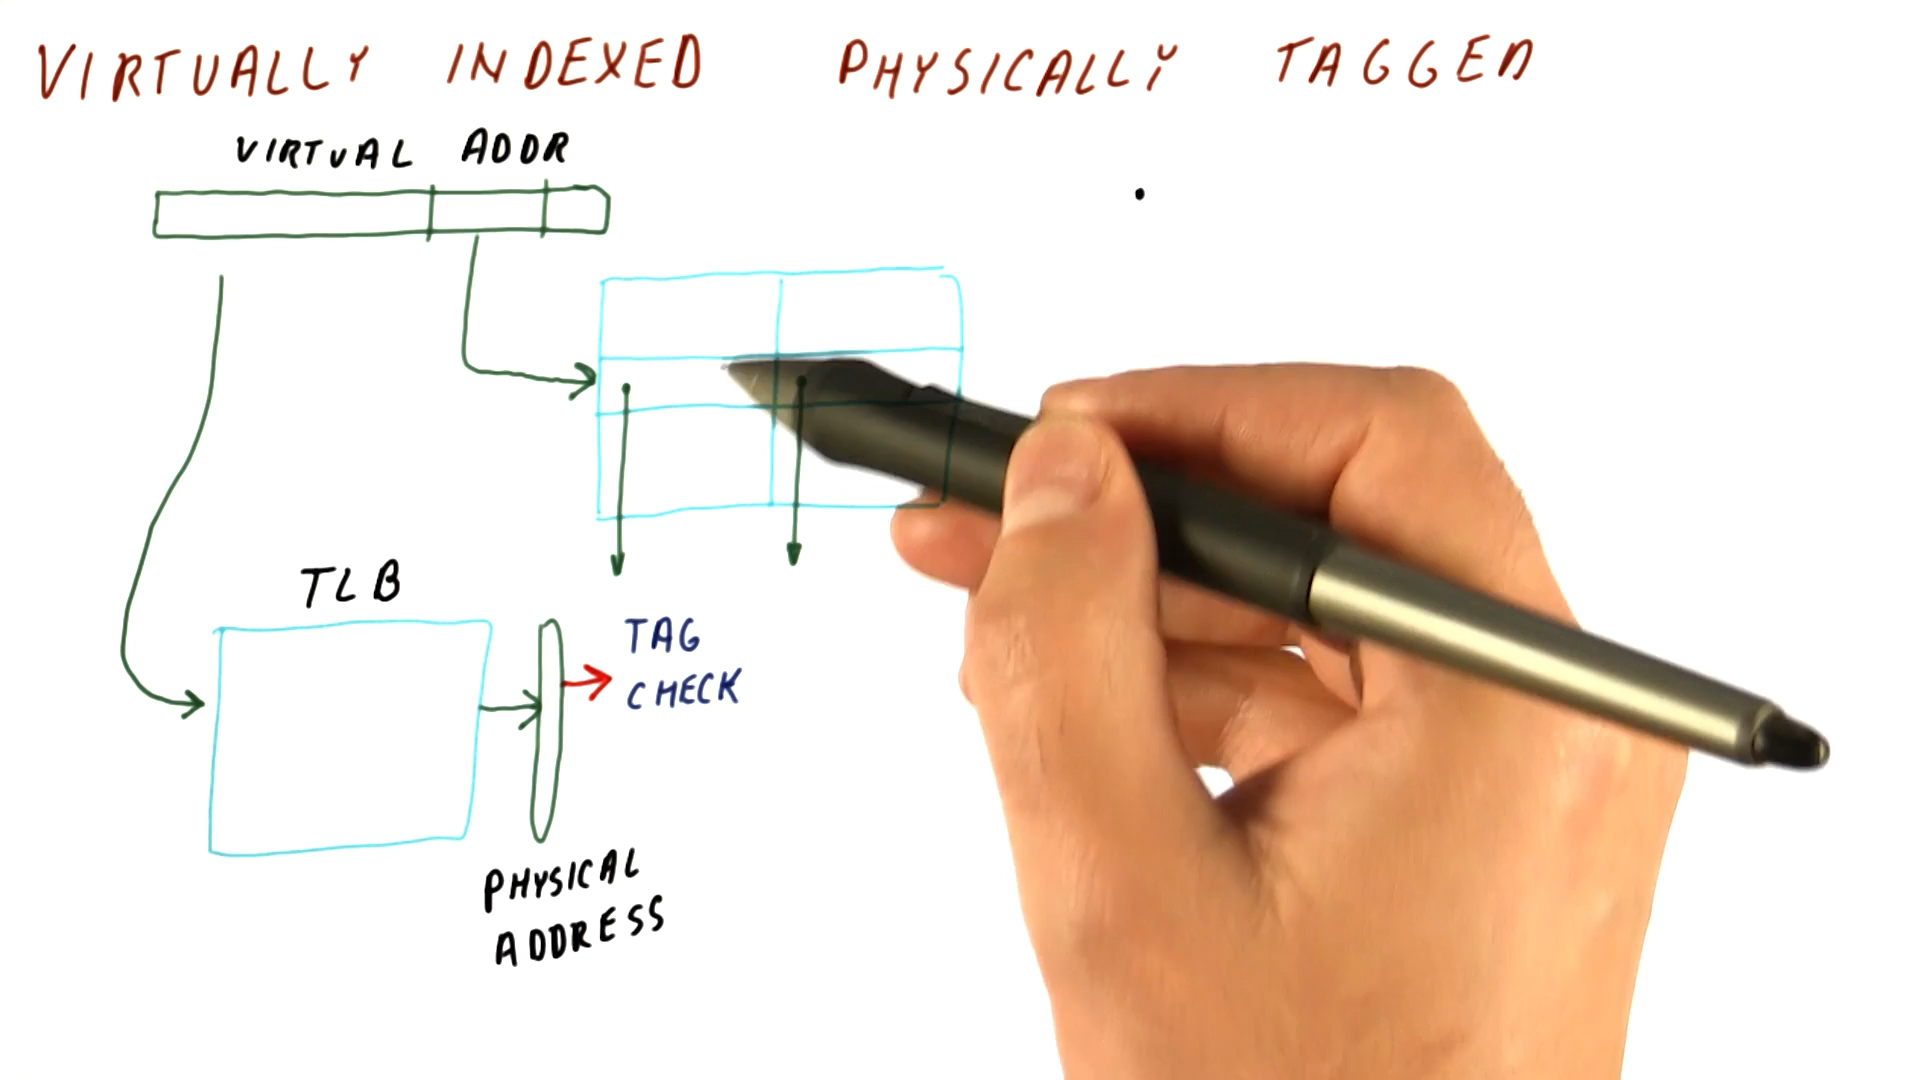 VIRTUALLY INDEXED PHYSICALLY TAGGED
VIRTUAL ADDR
TLB
TAG
CHECK
PHYSICAL
ADDRESS